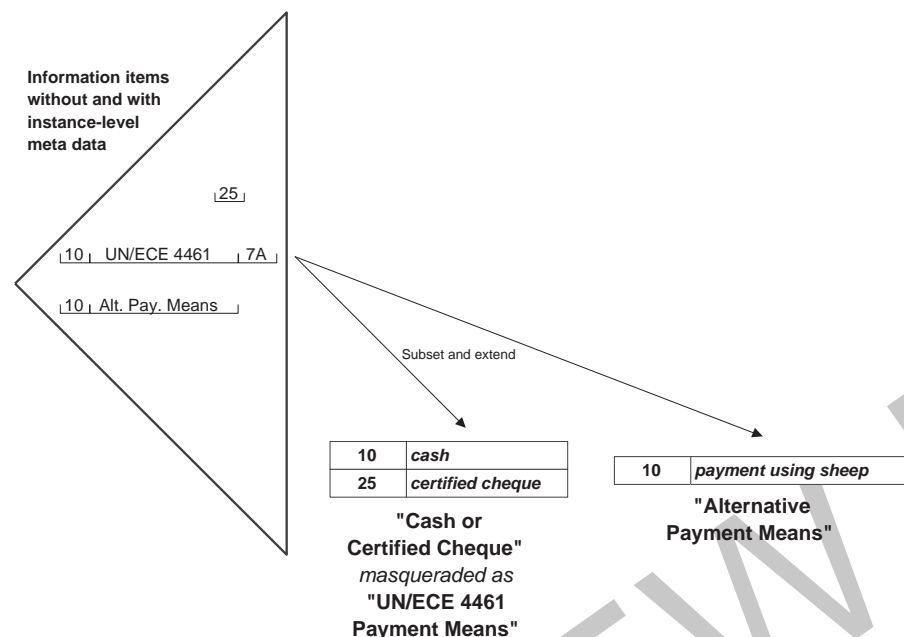 Information items
without and with
instance-level
meta data
25
10 UN/ECE 4461 7A
10 Alt. Pay. Means
Subset and extend
10 cash
25 certified cheque
"Cash or
Certified Cheque"
masqueraded as
"UN/ECE 4461
Payment Means"
10 payment using sheep
"Alternative
Payment Means"